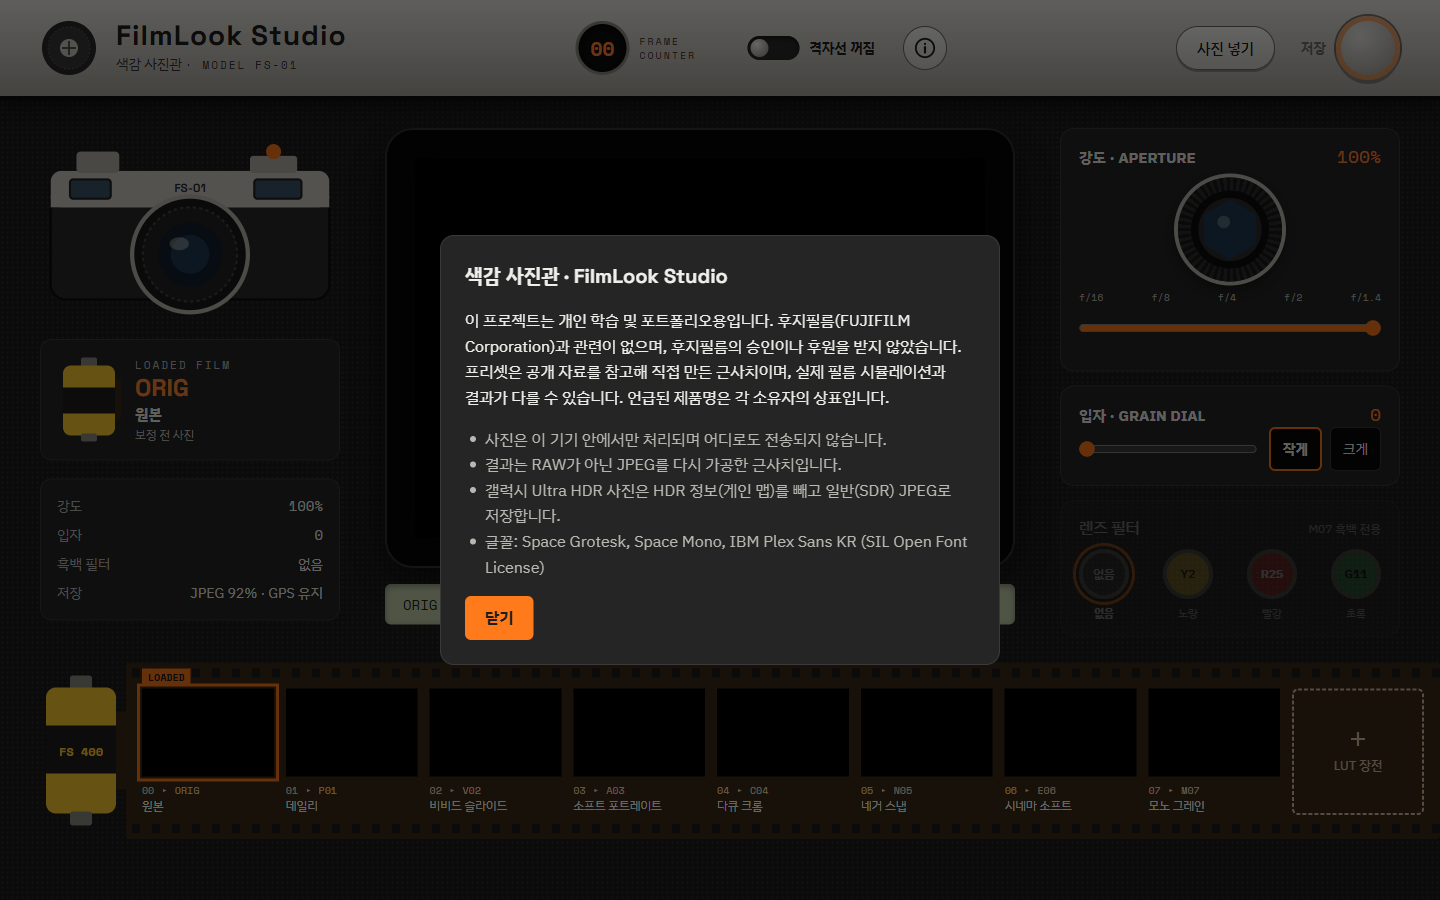 FilmLook Studio
색감 사진관 · MODEL FS-01
00
FRAME
COUNTER
격자선 꺼짐
사진 넣기
저장
FS-01
LOADED FILM
ORIG
원본
보정 전 사진
강도 100%
입자 0
흑백 필터 없음
저장 JPEG 92% · GPS 유지
색감 사진관 · FilmLook Studio
이 프로젝트는 개인 학습 및 포트폴리오용입니다. 후지필름(FUJIFILM
Corporation)과 관련이 없으며, 후지필름의 승인이나 후원을 받지 않았습니다.
프리셋은 공개 자료를 참고해 직접 만든 근사치이며, 실제 필름 시뮬레이션과
결과가 다를 수 있습니다. 언급된 제품명은 각 소유자의 상표입니다.
사진은 이 기기 안에서만 처리되며 어디로도 전송되지 않습니다.
결과는 RAW가 아닌 JPEG를 다시 가공한 근사치입니다.
갤럭시 Ultra HDR 사진은 HDR 정보(게인 맵)를 빼고 일반(SDR) JPEG로
저장합니다.
글꼴: Space Grotesk, Space Mono, IBM Plex Sans KR (SIL Open Font
License)
닫기
ORIG
강도 · APERTURE 100%
f/16 f/8 f/4 f/2 f/1.4
입자 · GRAIN DIAL 0
작게 크게
렌즈 필터 M07 흑백 전용
없음 Y2 R25 G11
없음 노랑 빨강 초록
FS 400
LOADED
00 ▸ ORIG
원본
01 ▸ P01
데일리
02 ▸ V02
비비드 슬라이드
03 ▸ A03
소프트 포트레이트
04 ▸ C04
다큐 크롬
05 ▸ N05
네거 스냅
06 ▸ E06
시네마 소프트
07 ▸ M07
모노 그레인
+
LUT 장전